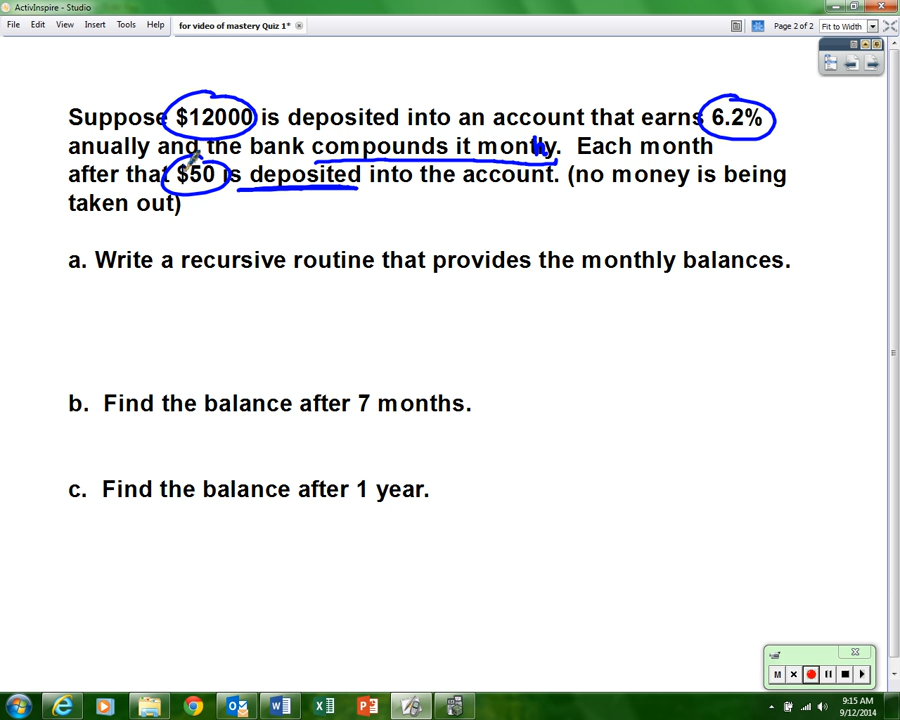 ActivInspire - Studio
File Edit View Insert Tools Help for video of mastery Quiz 1* Page 2 of 2 Fit to Width
Suppose $12000 is deposited into an account that earns 6.2%
anually and the bank compounds it monthly. Each month
after that $50 is deposited into the account. (no money is being
taken out)
a. Write a recursive routine that provides the monthly balances.
b. Find the balance after 7 months.
c. Find the balance after 1 year.
M
9:15 AM
9/12/2014